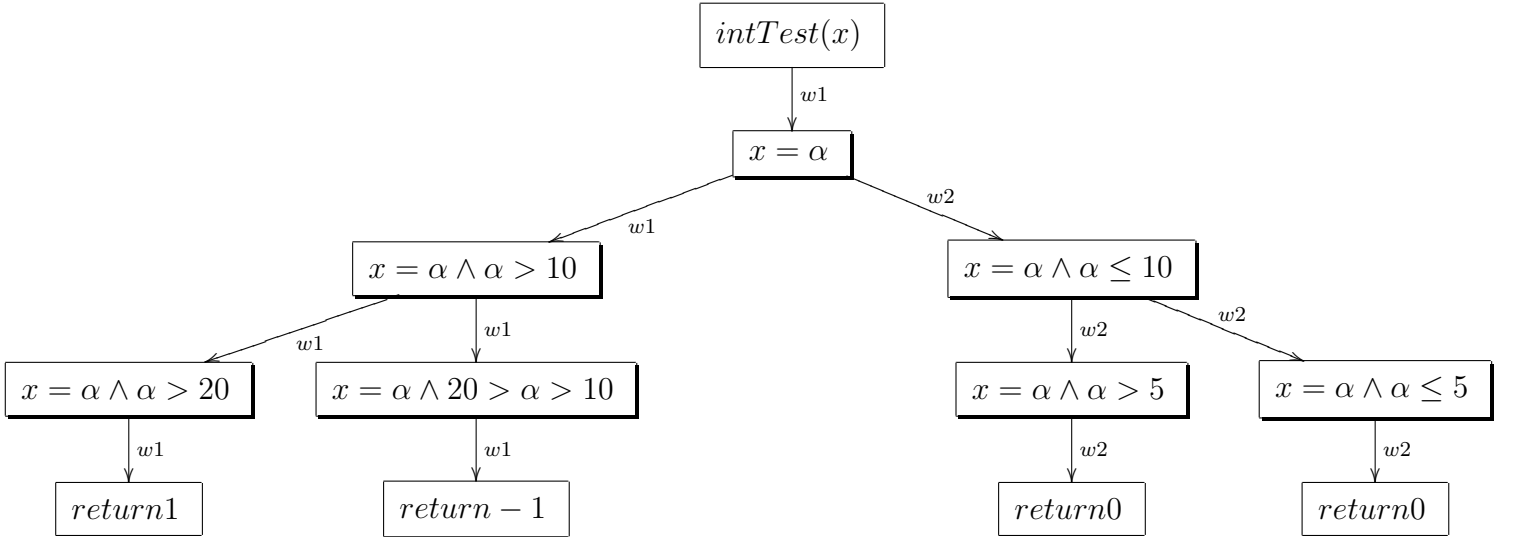 intTest(x)
w1
x = α
w1
w2
x = α ∧ α > 10
x = α ∧ α ≤ 10
w1
w1
w2
w2
x = α ∧ α > 20
x = α ∧ 20 > α > 10
x = α ∧ α > 5
x = α ∧ α ≤ 5
w1
w1
w2
w2
return1
return − 1
return0
return0